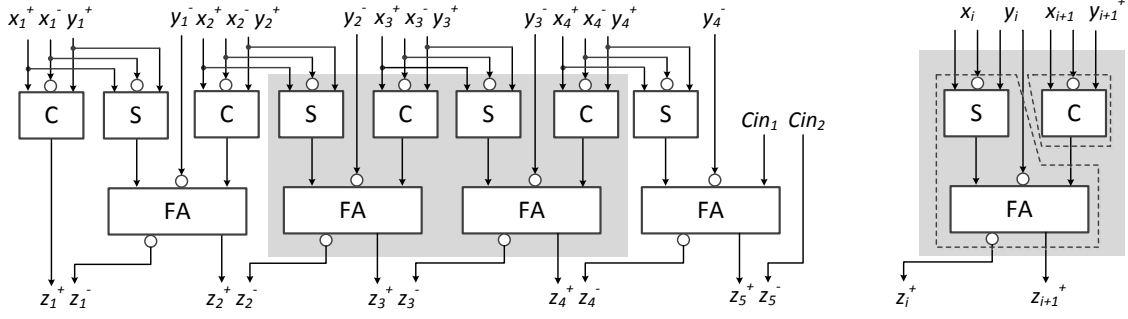 x₁⁺ x₁⁻ y₁⁺ y₁⁻ x₂⁺ x₂⁻ y₂⁺ y₂⁻ x₃⁺ x₃⁻ y₃⁺ y₃⁻ x₄⁺ x₄⁻ y₄⁺ y₄⁻ xᵢ yᵢ xᵢ₊₁ yᵢ₊₁⁺
C S C S C S C S S C
Cin₁ Cin₂
FA FA FA FA FA
z₁⁺ z₁⁻ z₂⁺ z₂⁻ z₃⁺ z₃⁻ z₄⁺ z₄⁻ z₅⁺ z₅⁻ zᵢ⁺ zᵢ₊₁⁺